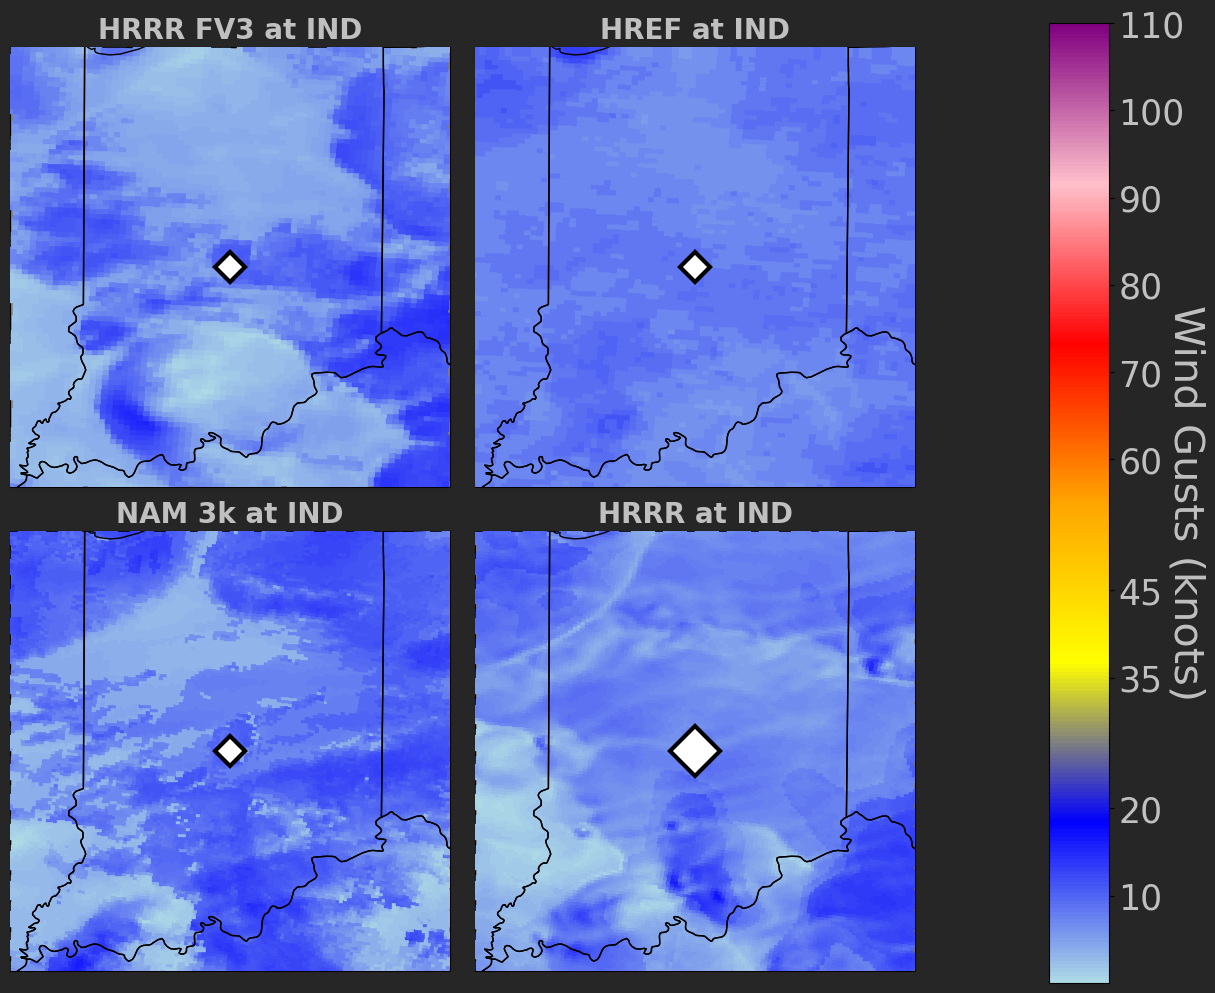 HRRR FV3 at IND
HREF at IND
NAM 3k at IND
HRRR at IND
110
100
90
80
70
60
45
35
20
10
Wind Gusts (knots)